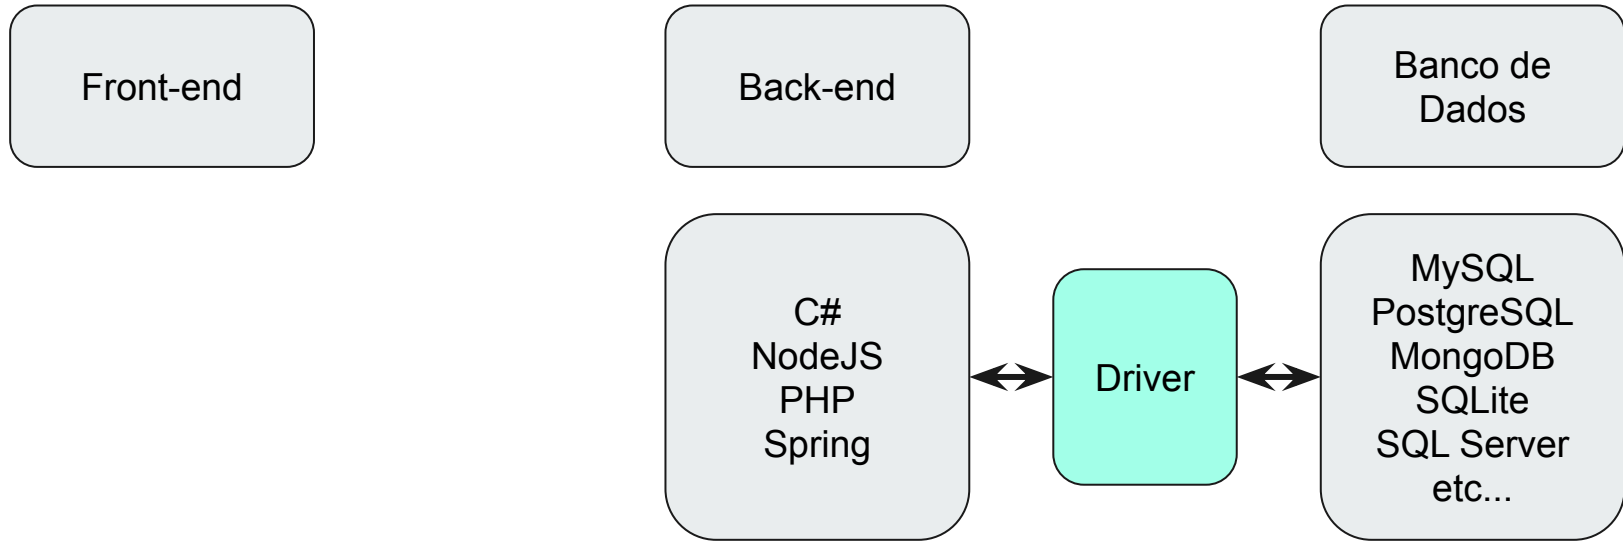 Front-end
Back-end
Banco de
Dados
C#
NodeJS
PHP
Spring
Driver
MySQL
PostgreSQL
MongoDB
SQLite
SQL Server
etc...